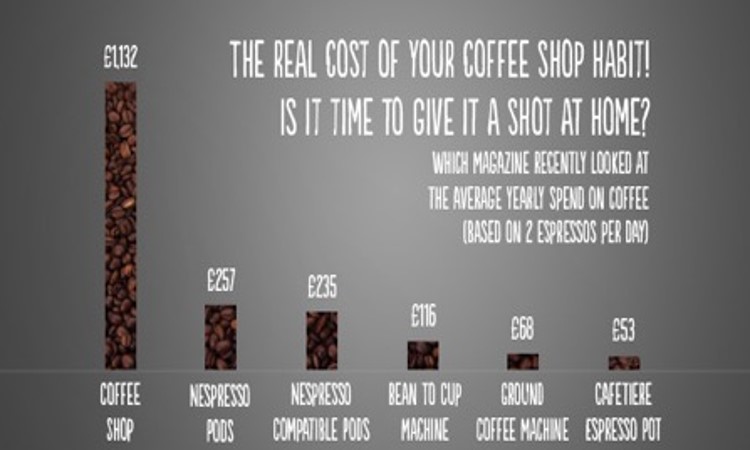 THE REAL COST OF YOUR COFFEE SHOP HABIT!
IS IT TIME TO GIVE IT A SHOT AT HOME?
WHICH MAGAZINE RECENTLY LOOKED AT
THE AVERAGE YEARLY SPEND ON COFFEE
(BASED ON 2 ESPRESSOS PER DAY)
£1,132
£257
£235
£116
£68
£53
COFFEE
SHOP
NESPRESSO
PODS
NESPRESSO
COMPATIBLE PODS
BEAN TO CUP
MACHINE
GROUND
COFFEE MACHINE
CAFETIERE
ESPRESSO POT